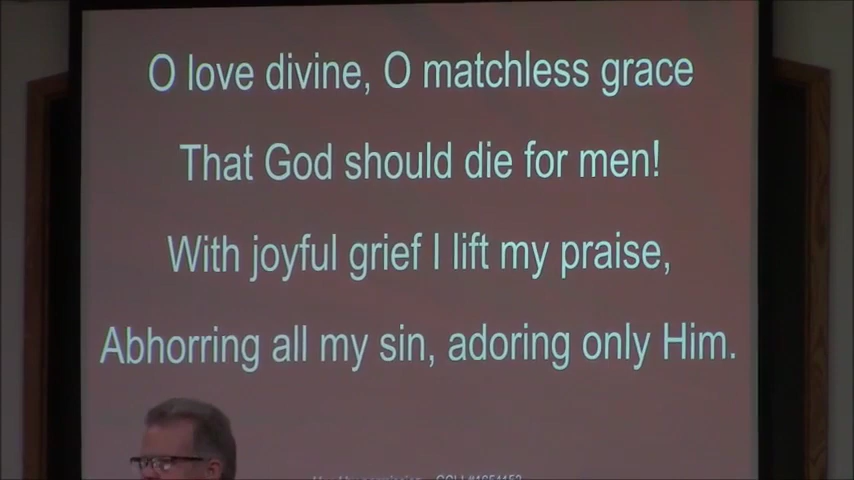 O love divine, O matchless grace
That God should die for men!
With joyful grief I lift my praise,
Abhorring all my sin, adoring only Him.